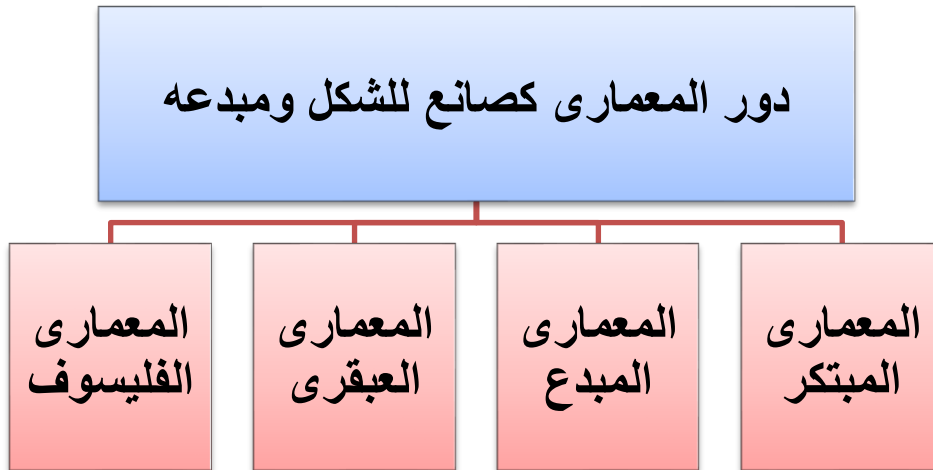 دور المعمارى كصانع للشكل ومبدعه
المعمارى
المبتكر
المعمارى
المبدع
المعمارى
العبقرى
المعمارى
الفليسوف